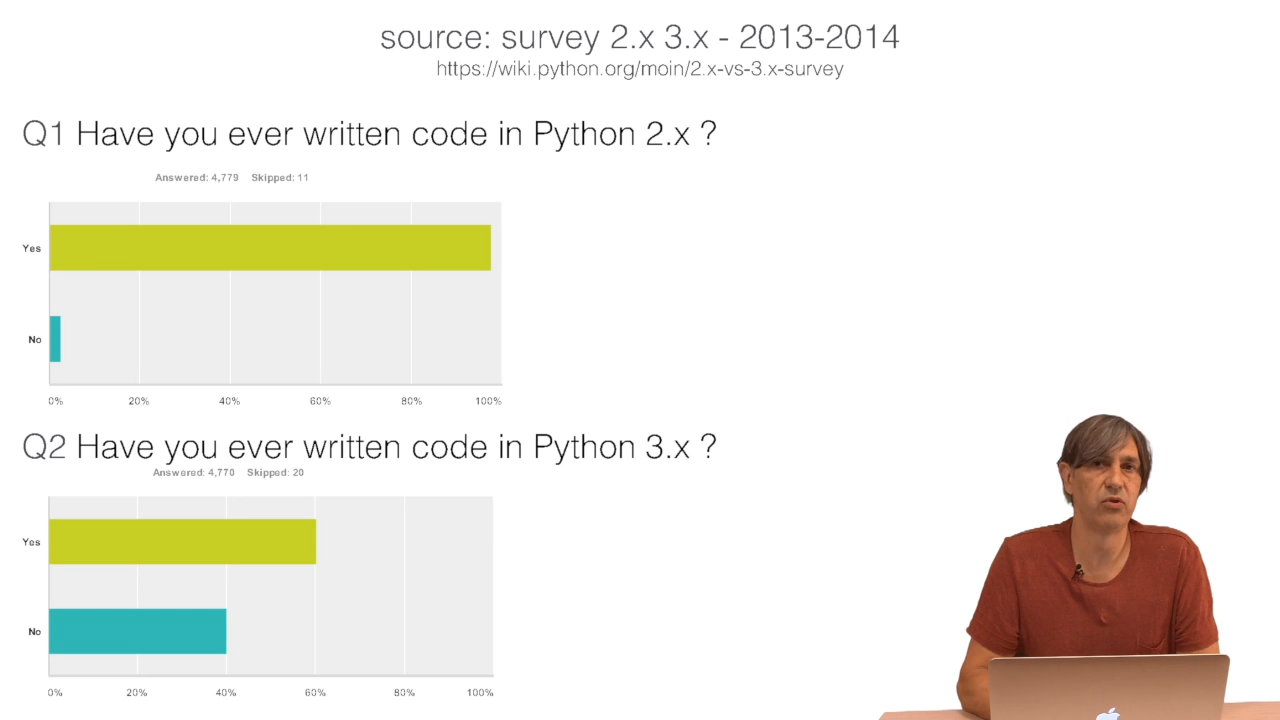 source: survey 2.x 3.x - 2013-2014
https://wiki.python.org/moin/2.x-vs-3.x-survey
Q1 Have you ever written code in Python 2.x ?
Answered: 4,779 Skipped: 11
Yes
No
0% 20% 40% 60% 80% 100%
Q2 Have you ever written code in Python 3.x ?
Answered: 4,770 Skipped: 20
Yes
No
0% 20% 40% 60% 80% 100%